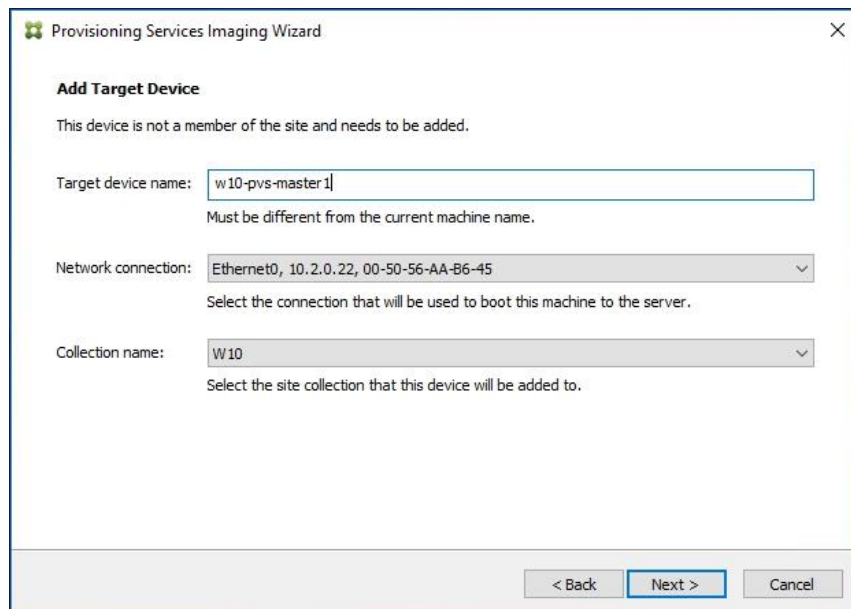 Provisioning Services Imaging Wizard
Add Target Device
This device is not a member of the site and needs to be added.
Target device name: w10-pvs-master1
Must be different from the current machine name.
Network connection: Ethernet0, 10.2.0.22, 00-50-56-AA-B6-45
Select the connection that will be used to boot this machine to the server.
Collection name: W10
Select the site collection that this device will be added to.
< Back Next > Cancel